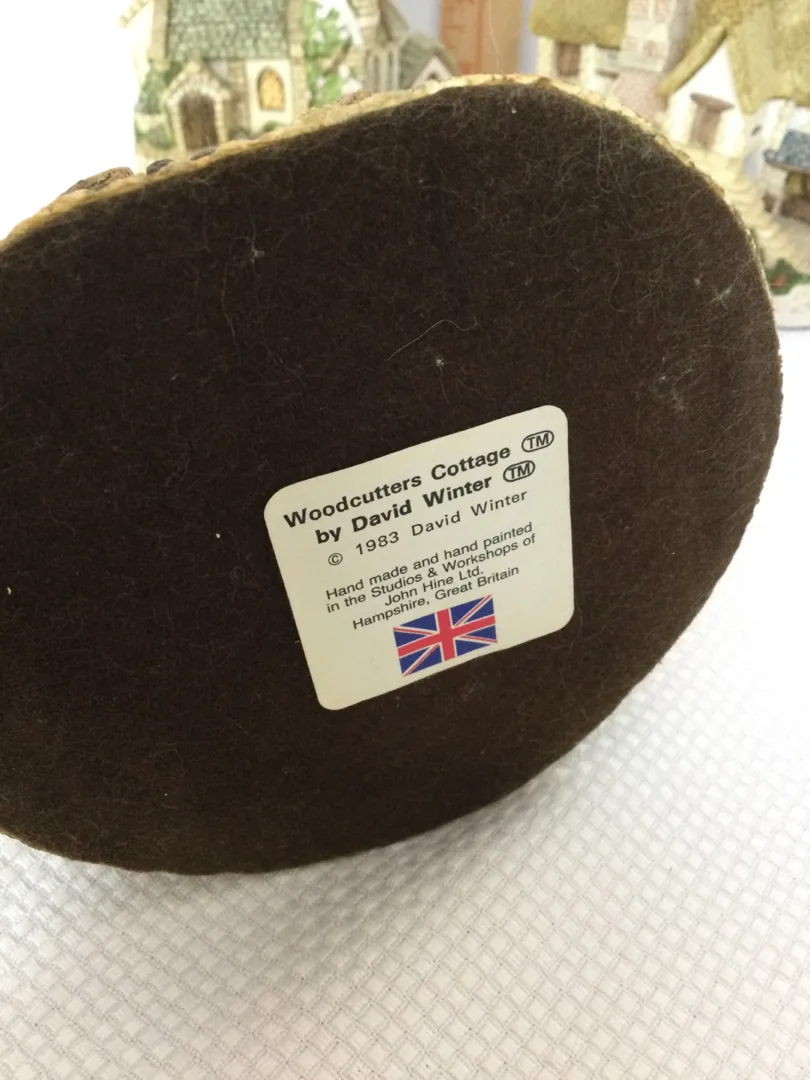 Woodcutters Cottage TM
by David Winter TM
© 1983 David Winter
Hand made and hand painted
in the Studios & Workshops of
John Hine Ltd.
Hampshire, Great Britain